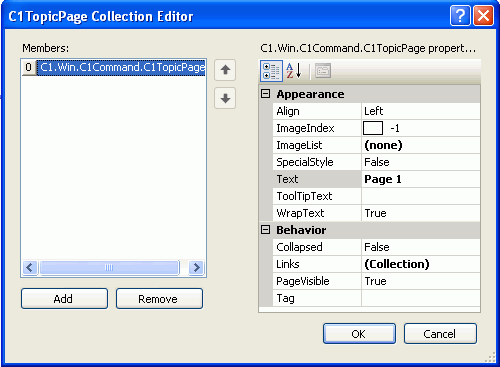 C1TopicPage Collection Editor
Members:
0 C1.Win.C1Command.C1TopicPage
Add Remove
C1.Win.C1Command.C1TopicPage propert...
Appearance
Align Left
ImageIndex -1
ImageList (none)
SpecialStyle False
Text Page 1
ToolTipText
WrapText True
Behavior
Collapsed False
Links (Collection)
PageVisible True
Tag
OK Cancel